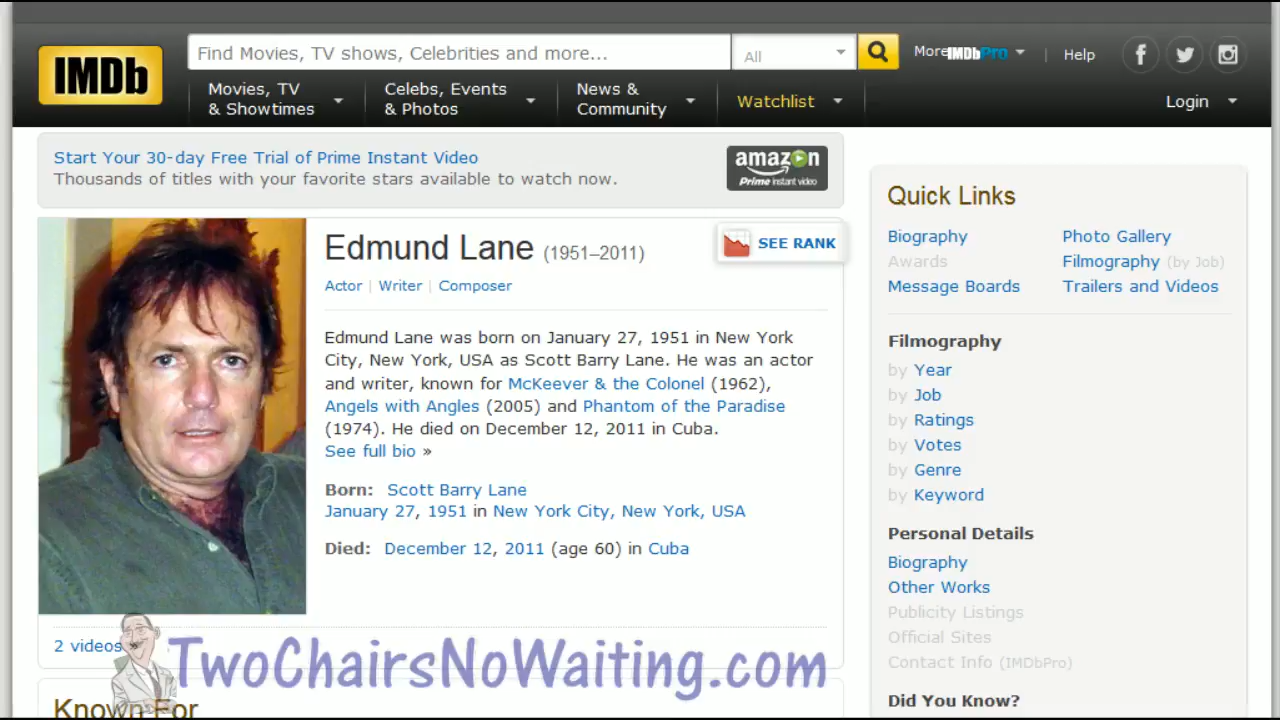 IMDb
Find Movies, TV shows, Celebrities and more...
All
More
IMDbPro
Help
Movies, TV
& Showtimes
Celebs, Events
& Photos
News &
Community
Watchlist
Login
Start Your 30-day Free Trial of Prime Instant Video
Thousands of titles with your favorite stars available to watch now.
amazon
Prime instant video
Edmund Lane (1951–2011)
SEE RANK
Actor | Writer | Composer
Edmund Lane was born on January 27, 1951 in New York
City, New York, USA as Scott Barry Lane. He was an actor
and writer, known for McKeever & the Colonel (1962),
Angels with Angles (2005) and Phantom of the Paradise
(1974). He died on December 12, 2011 in Cuba.
See full bio »
Born: Scott Barry Lane
January 27, 1951 in New York City, New York, USA
Died: December 12, 2011 (age 60) in Cuba
2 videos
TwoChairsNoWaiting.com
Known For
Quick Links
Biography
Photo Gallery
Awards
Filmography (by Job)
Message Boards
Trailers and Videos
Filmography
by Year
by Job
by Ratings
by Votes
by Genre
by Keyword
Personal Details
Biography
Other Works
Publicity Listings
Official Sites
Contact Info (IMDbPro)
Did You Know?